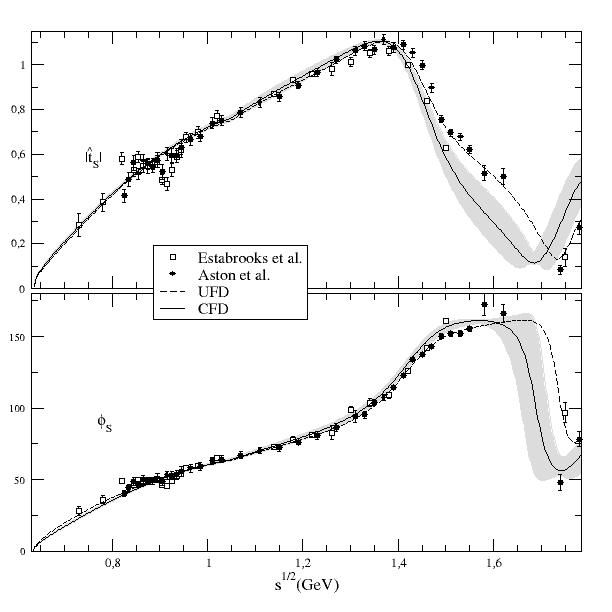 1
0,8
0,6
|t̂S|
0,4
0,2
0
Estabrooks et al.
Aston et al.
UFD
CFD
150
100
ϕS
50
0
0,8 1 1,2 1,4 1,6
s1/2(GeV)